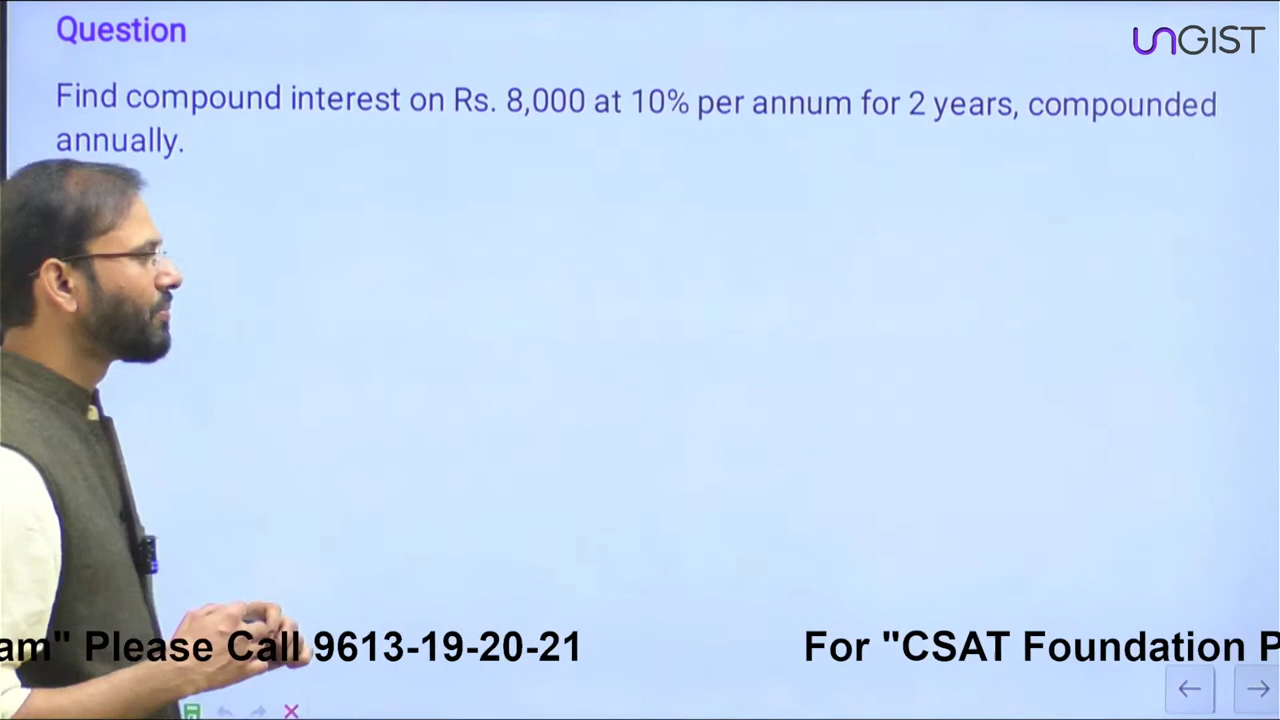 Question
UNGIST
Find compound interest on Rs. 8,000 at 10% per annum for 2 years, compounded
annually.
am" Please Call 9613-19-20-21
For "CSAT Foundation P